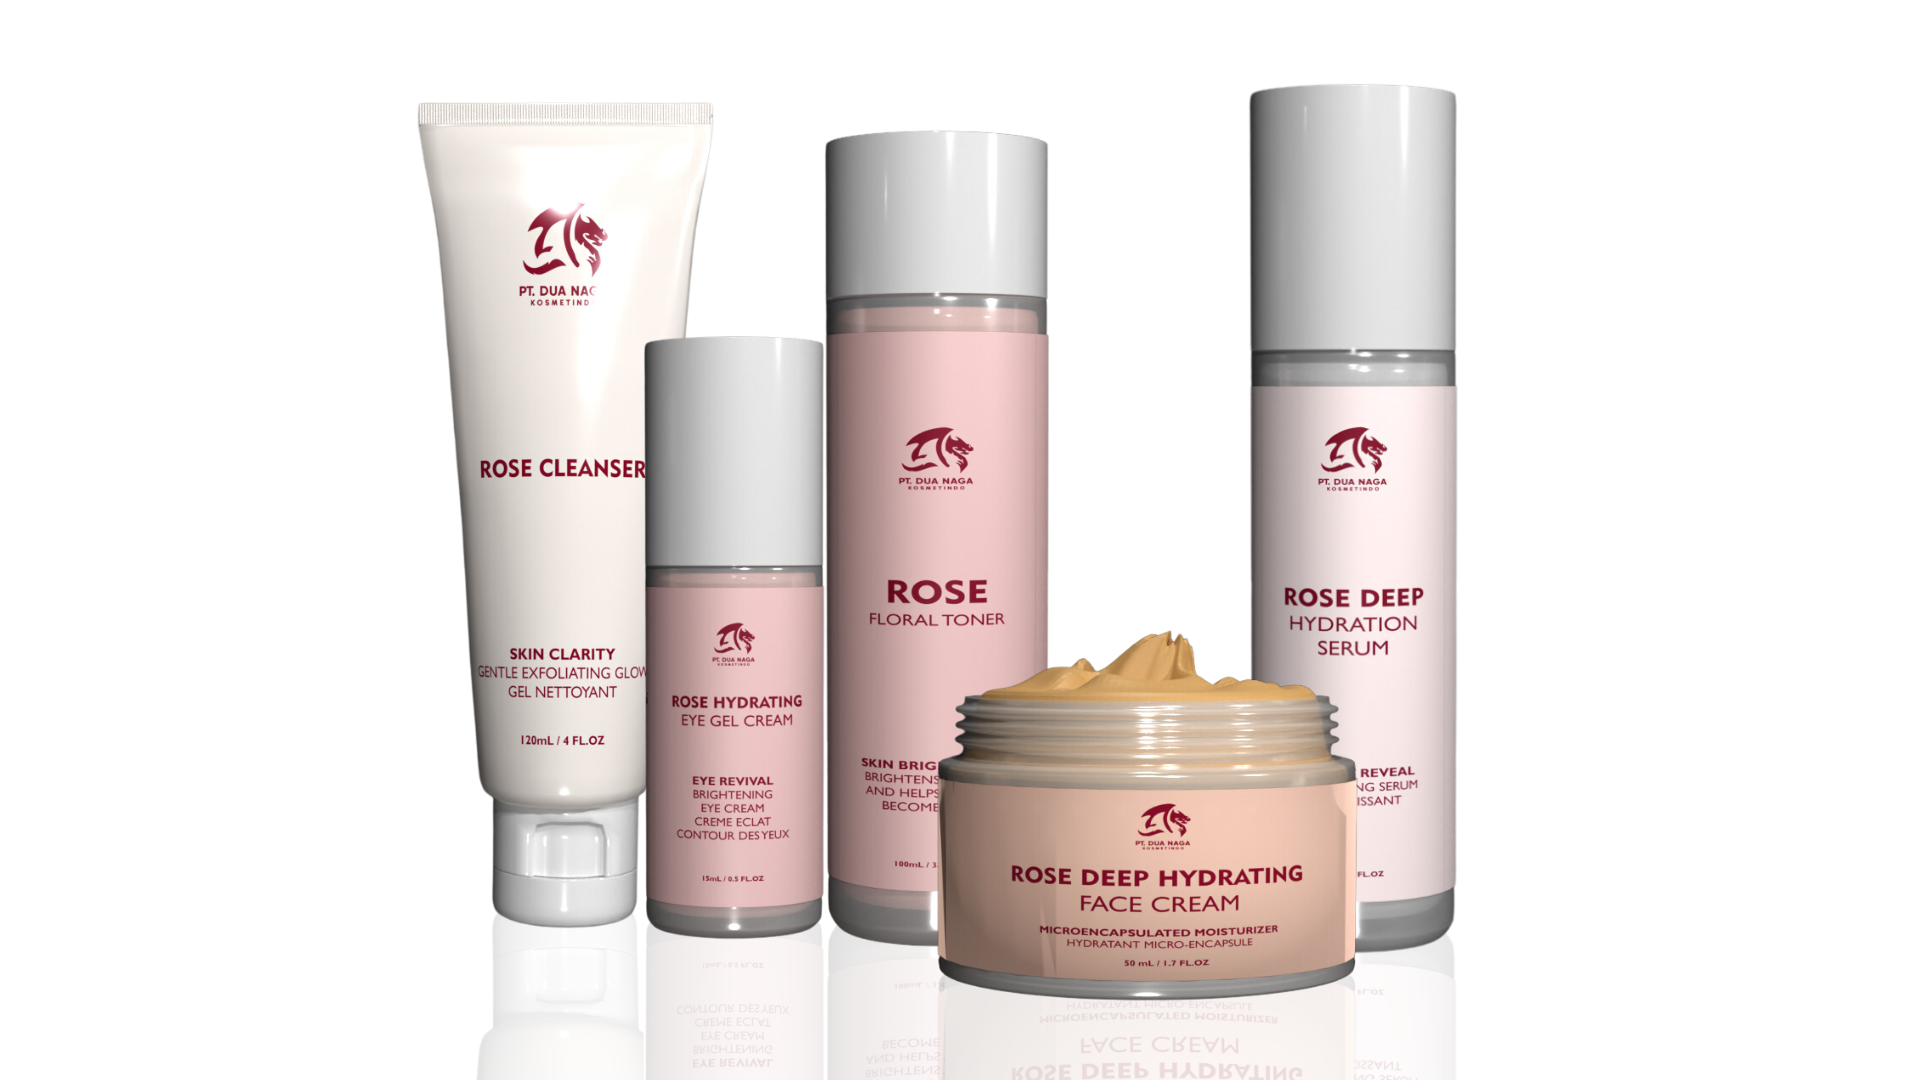 PT. DUA NAG
KOSMETIND
ROSE CLEANSER
SKIN CLARITY
GENTLE EXFOLIATING GLOW
GEL NETTOYANT
120mL / 4 FL.OZ
PT. DUA NAGA
KOSMETINDO
ROSE HYDRATING
EYE GEL CREAM
EYE REVIVAL
BRIGHTENING
EYE CREAM
CREME ECLAT
CONTOUR DES YEUX
15mL / 0.5 FL.OZ
PT. DUA NAGA
KOSMETINDO
ROSE
FLORAL TONER
SKIN BRIG
BRIGHTENS
AND HELPS
BECOME
100mL / 3
PT. DUA NAGA
KOSMETINDO
ROSE DEEP HYDRATING
FACE CREAM
MICROENCAPSULATED MOISTURIZER
HYDRATANT MICRO-ENCAPSULE
50 mL / 1.7 FL.OZ
PT. DUA NAGA
KOSMETINDO
ROSE DEEP
HYDRATION
SERUM
REVEAL
NG SERUM
ISSANT
FL.OZ